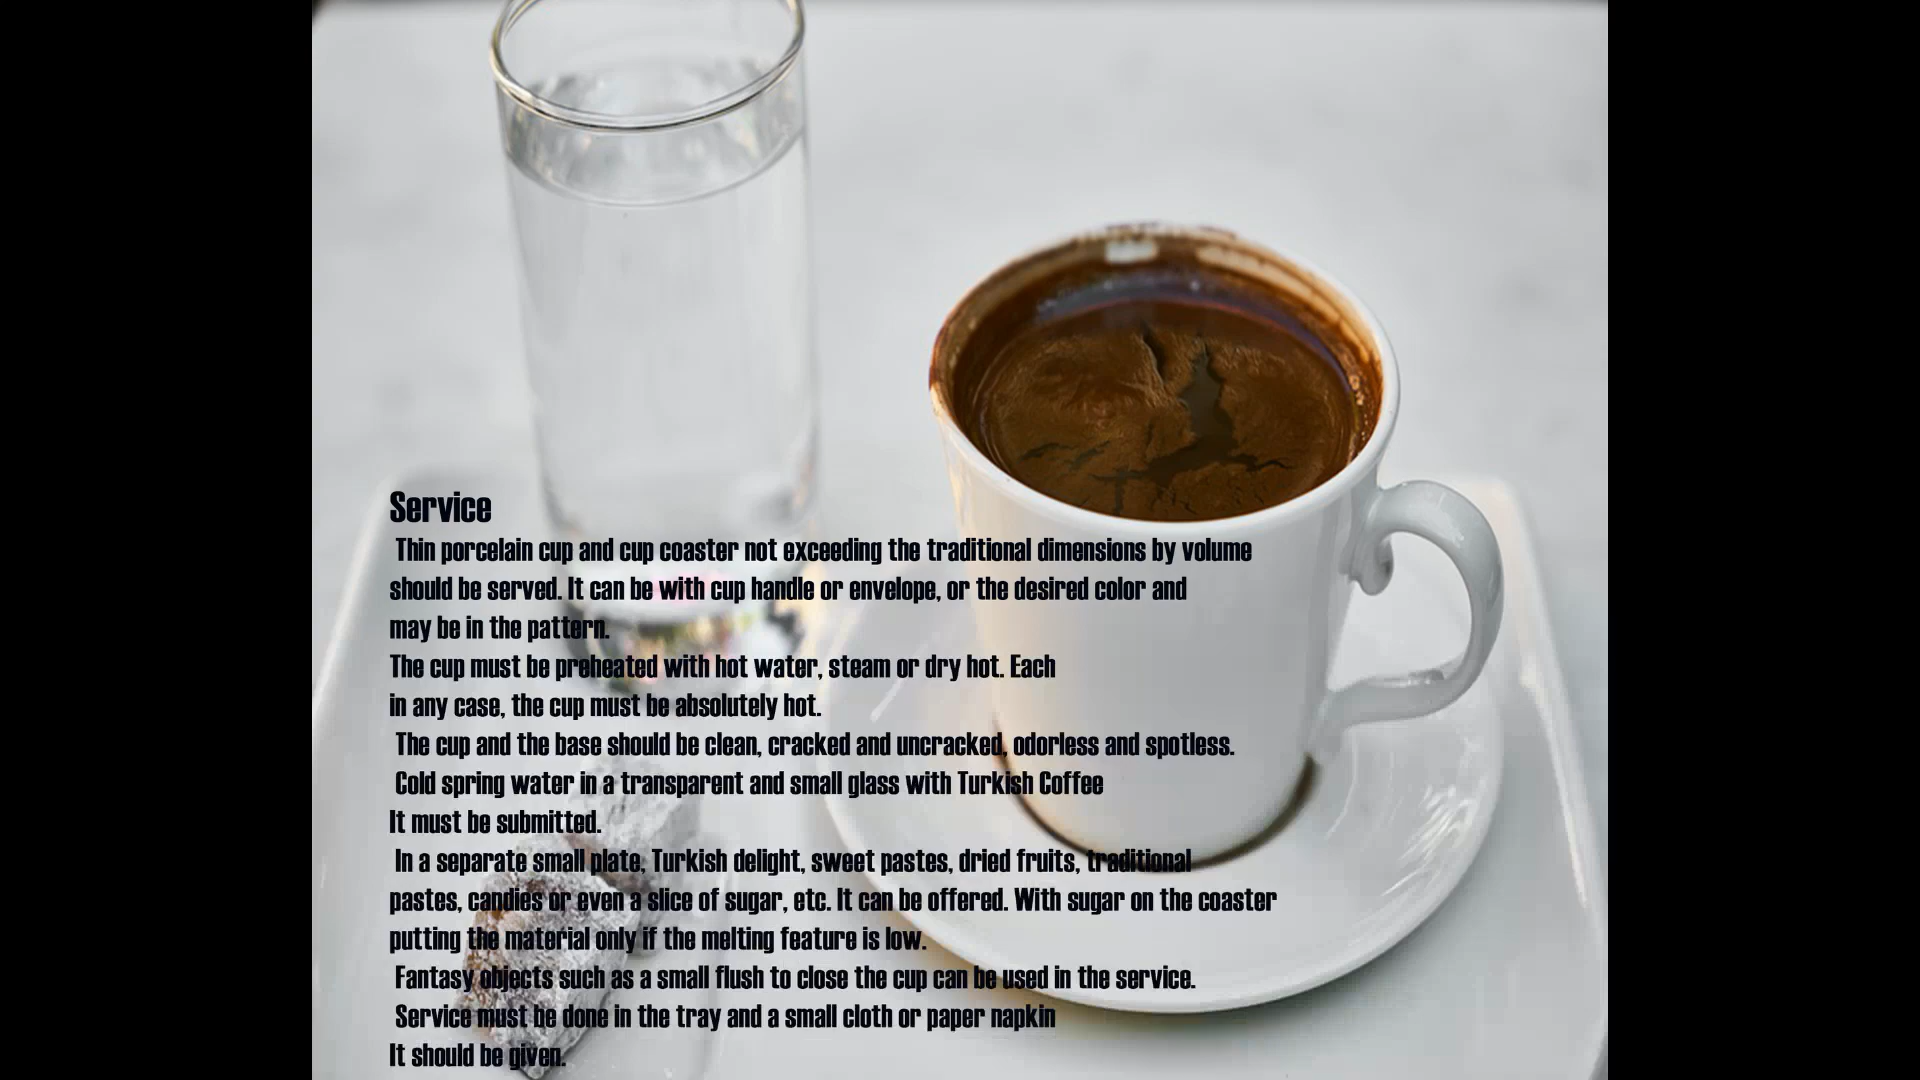 Service
Thin porcelain cup and cup coaster not exceeding the traditional dimensions by volume
should be served. It can be with cup handle or envelope, or the desired color and
may be in the pattern.
The cup must be preheated with hot water, steam or dry hot. Each
in any case, the cup must be absolutely hot.
The cup and the base should be clean, cracked and uncracked, odorless and spotless.
Cold spring water in a transparent and small glass with Turkish Coffee
It must be submitted.
In a separate small plate, Turkish delight, sweet pastes, dried fruits, traditional
pastes, candies or even a slice of sugar, etc. It can be offered. With sugar on the coaster
putting the material only if the melting feature is low.
Fantasy objects such as a small flush to close the cup can be used in the service.
Service must be done in the tray and a small cloth or paper napkin
It should be given.